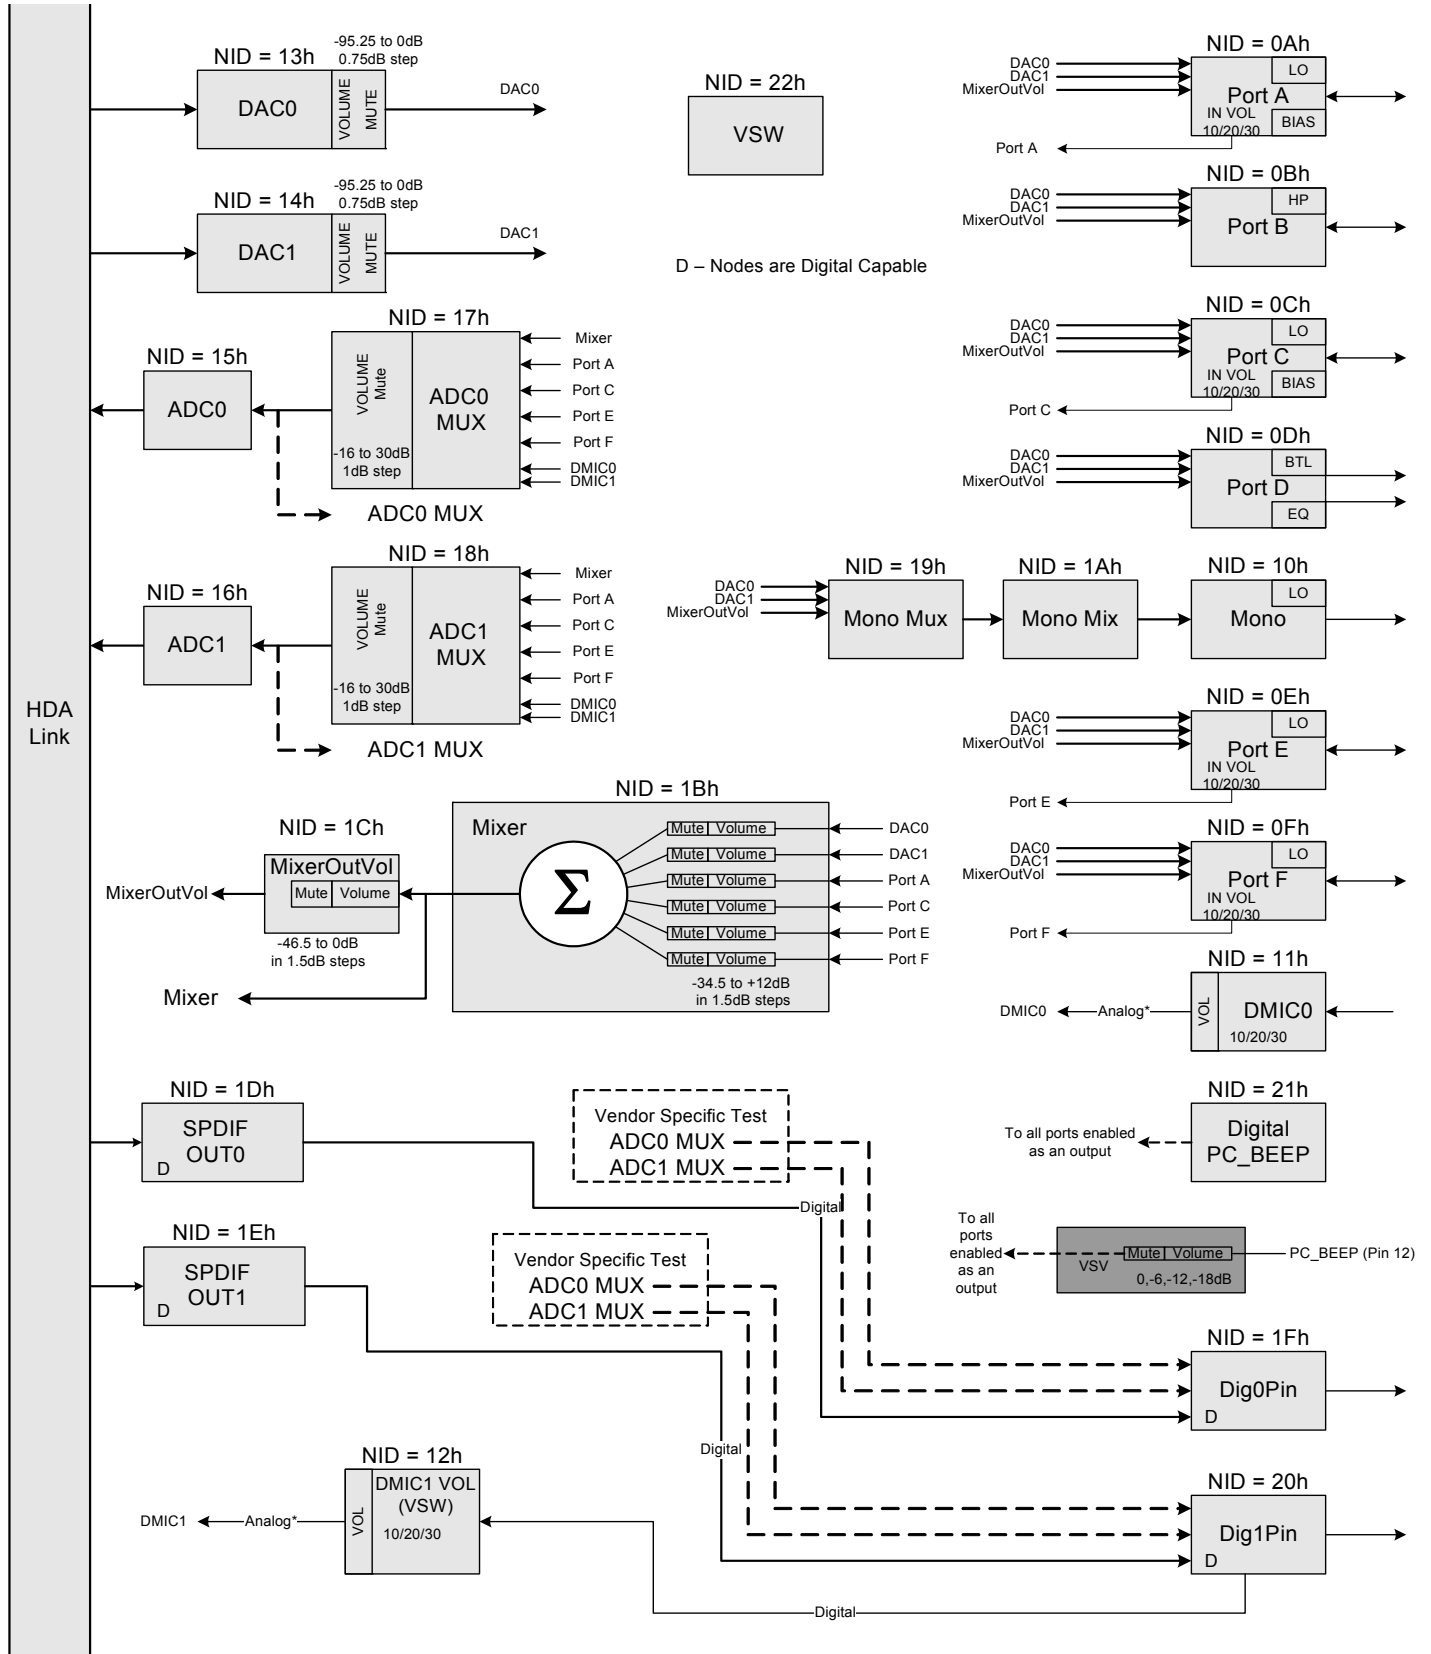 HDA
Link
NID = 13h
-95.25 to 0dB
0.75dB step
DAC0
VOLUME
MUTE
DAC0
NID = 14h
-95.25 to 0dB
0.75dB step
DAC1
VOLUME
MUTE
DAC1
NID = 22h
VSW
D – Nodes are Digital Capable
NID = 17h
NID = 15h
ADC0
VOLUME
Mute
-16 to 30dB
1dB step
ADC0
MUX
Mixer
Port A
Port C
Port E
Port F
DMIC0
DMIC1
ADC0 MUX
NID = 18h
NID = 16h
ADC1
VOLUME
Mute
-16 to 30dB
1dB step
ADC1
MUX
Mixer
Port A
Port C
Port E
Port F
DMIC0
DMIC1
ADC1 MUX
NID = 1Bh
Mixer
Σ
Mute Volume
Mute Volume
Mute Volume
Mute Volume
Mute Volume
Mute Volume
DAC0
DAC1
Port A
Port C
Port E
Port F
-34.5 to +12dB
in 1.5dB steps
NID = 1Ch
MixerOutVol
Mute Volume
MixerOutVol
-46.5 to 0dB
in 1.5dB steps
Mixer
NID = 0Ah
DAC0
DAC1
MixerOutVol
LO
Port A
IN VOL
10/20/30
BIAS
Port A
NID = 0Bh
DAC0
DAC1
MixerOutVol
HP
Port B
NID = 0Ch
DAC0
DAC1
MixerOutVol
LO
Port C
IN VOL
10/20/30
BIAS
Port C
NID = 0Dh
DAC0
DAC1
MixerOutVol
BTL
Port D
EQ
NID = 19h
DAC0
DAC1
MixerOutVol
Mono Mux
NID = 1Ah
Mono Mix
NID = 10h
LO
Mono
NID = 0Eh
DAC0
DAC1
MixerOutVol
LO
Port E
IN VOL
10/20/30
Port E
NID = 0Fh
DAC0
DAC1
MixerOutVol
LO
Port F
IN VOL
10/20/30
Port F
NID = 11h
DMIC0
Analog*
VOL
DMIC0
10/20/30
NID = 21h
To all ports enabled
as an output
Digital
PC_BEEP
To all
ports
enabled
as an
output
VSV
Mute Volume
0,-6,-12,-18dB
PC_BEEP (Pin 12)
NID = 1Dh
SPDIF
OUT0
D
Vendor Specific Test
ADC0 MUX
ADC1 MUX
Digital
NID = 1Eh
SPDIF
OUT1
D
Vendor Specific Test
ADC0 MUX
ADC1 MUX
Digital
NID = 1Fh
Dig0Pin
D
NID = 20h
Dig1Pin
D
NID = 12h
DMIC1 VOL
(VSW)
10/20/30
VOL
DMIC1
Analog*
Digital